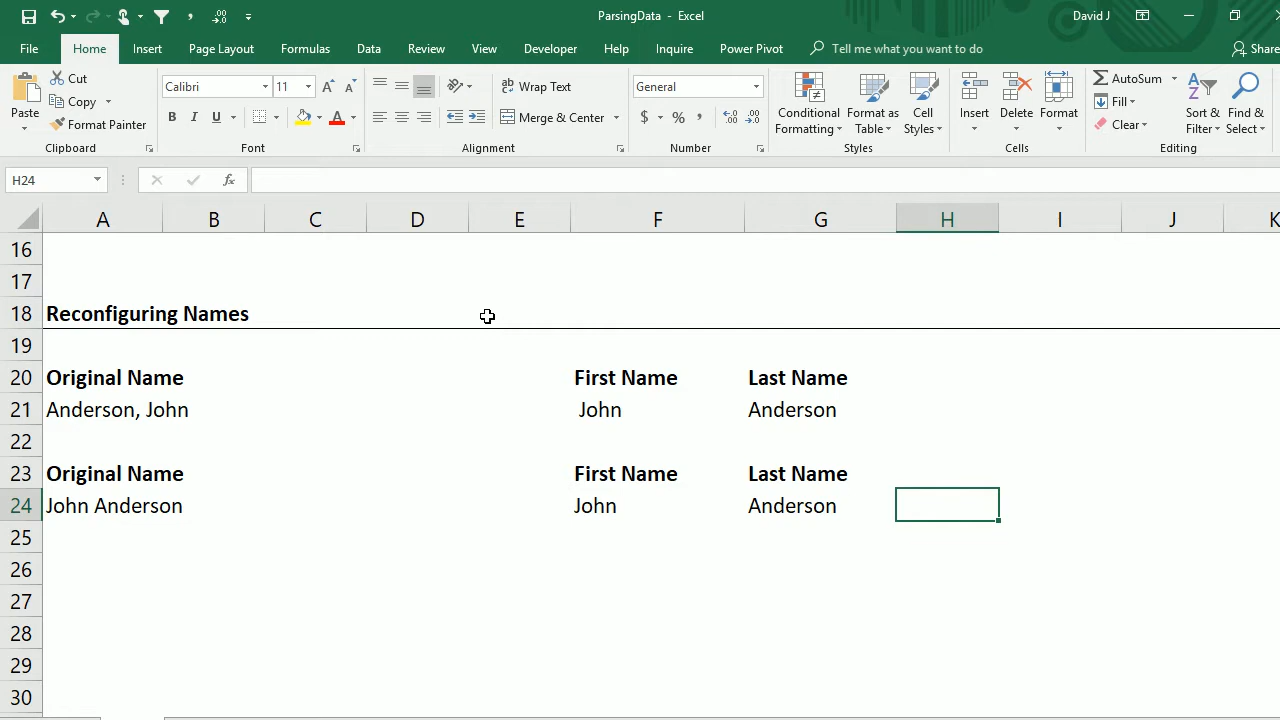 ParsingData - Excel
David J
File Home Insert Page Layout Formulas Data Review View Developer Help Inquire Power Pivot Tell me what you want to do Share
Paste
Cut
Copy
Format Painter
Clipboard
Calibri 11
B I U
Font
Wrap Text
Merge & Center
Alignment
General
$ % ,
Number
Conditional Formatting
Format as Table
Cell Styles
Styles
Insert Delete Format
Cells
AutoSum
Fill
Clear
Sort & Filter
Find & Select
Editing
H24 fx
A B C D E F G H I J K
16
17
18 Reconfiguring Names
19
20 Original Name First Name Last Name
21 Anderson, John John Anderson
22
23 Original Name First Name Last Name
24 John Anderson John Anderson
25
26
27
28
29
30